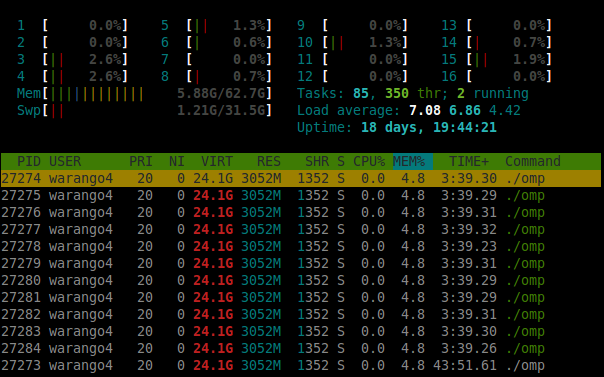 1 [ 0.0%] 5 [|| 1.3%] 9 [ 0.0%] 13 [ 0.0%]
2 [ 0.0%] 6 [| 0.6%] 10 [|| 1.3%] 14 [| 0.7%]
3 [|| 2.6%] 7 [ 0.0%] 11 [ 0.0%] 15 [|| 1.9%]
4 [|| 2.6%] 8 [| 0.7%] 12 [ 0.0%] 16 [ 0.0%]
Mem[|||||||||||| 5.88G/62.7G] Tasks: 85, 350 thr; 2 running
Swp[|| 1.21G/31.5G] Load average: 7.08 6.86 4.42
Uptime: 18 days, 19:44:21
PID USER PRI NI VIRT RES SHR S CPU% MEM% TIME+ Command
27274 warango4 20 0 24.1G 3052M 1352 S 0.0 4.8 3:39.30 ./omp
27275 warango4 20 0 24.1G 3052M 1352 S 0.0 4.8 3:39.29 ./omp
27276 warango4 20 0 24.1G 3052M 1352 S 0.0 4.8 3:39.31 ./omp
27277 warango4 20 0 24.1G 3052M 1352 S 0.0 4.8 3:39.32 ./omp
27278 warango4 20 0 24.1G 3052M 1352 S 0.0 4.8 3:39.23 ./omp
27279 warango4 20 0 24.1G 3052M 1352 S 0.0 4.8 3:39.31 ./omp
27280 warango4 20 0 24.1G 3052M 1352 S 0.0 4.8 3:39.29 ./omp
27281 warango4 20 0 24.1G 3052M 1352 S 0.0 4.8 3:39.29 ./omp
27282 warango4 20 0 24.1G 3052M 1352 S 0.0 4.8 3:39.31 ./omp
27283 warango4 20 0 24.1G 3052M 1352 S 0.0 4.8 3:39.30 ./omp
27284 warango4 20 0 24.1G 3052M 1352 S 0.0 4.8 3:39.26 ./omp
27273 warango4 20 0 24.1G 3052M 1352 S 0.0 4.8 43:51.61 ./omp